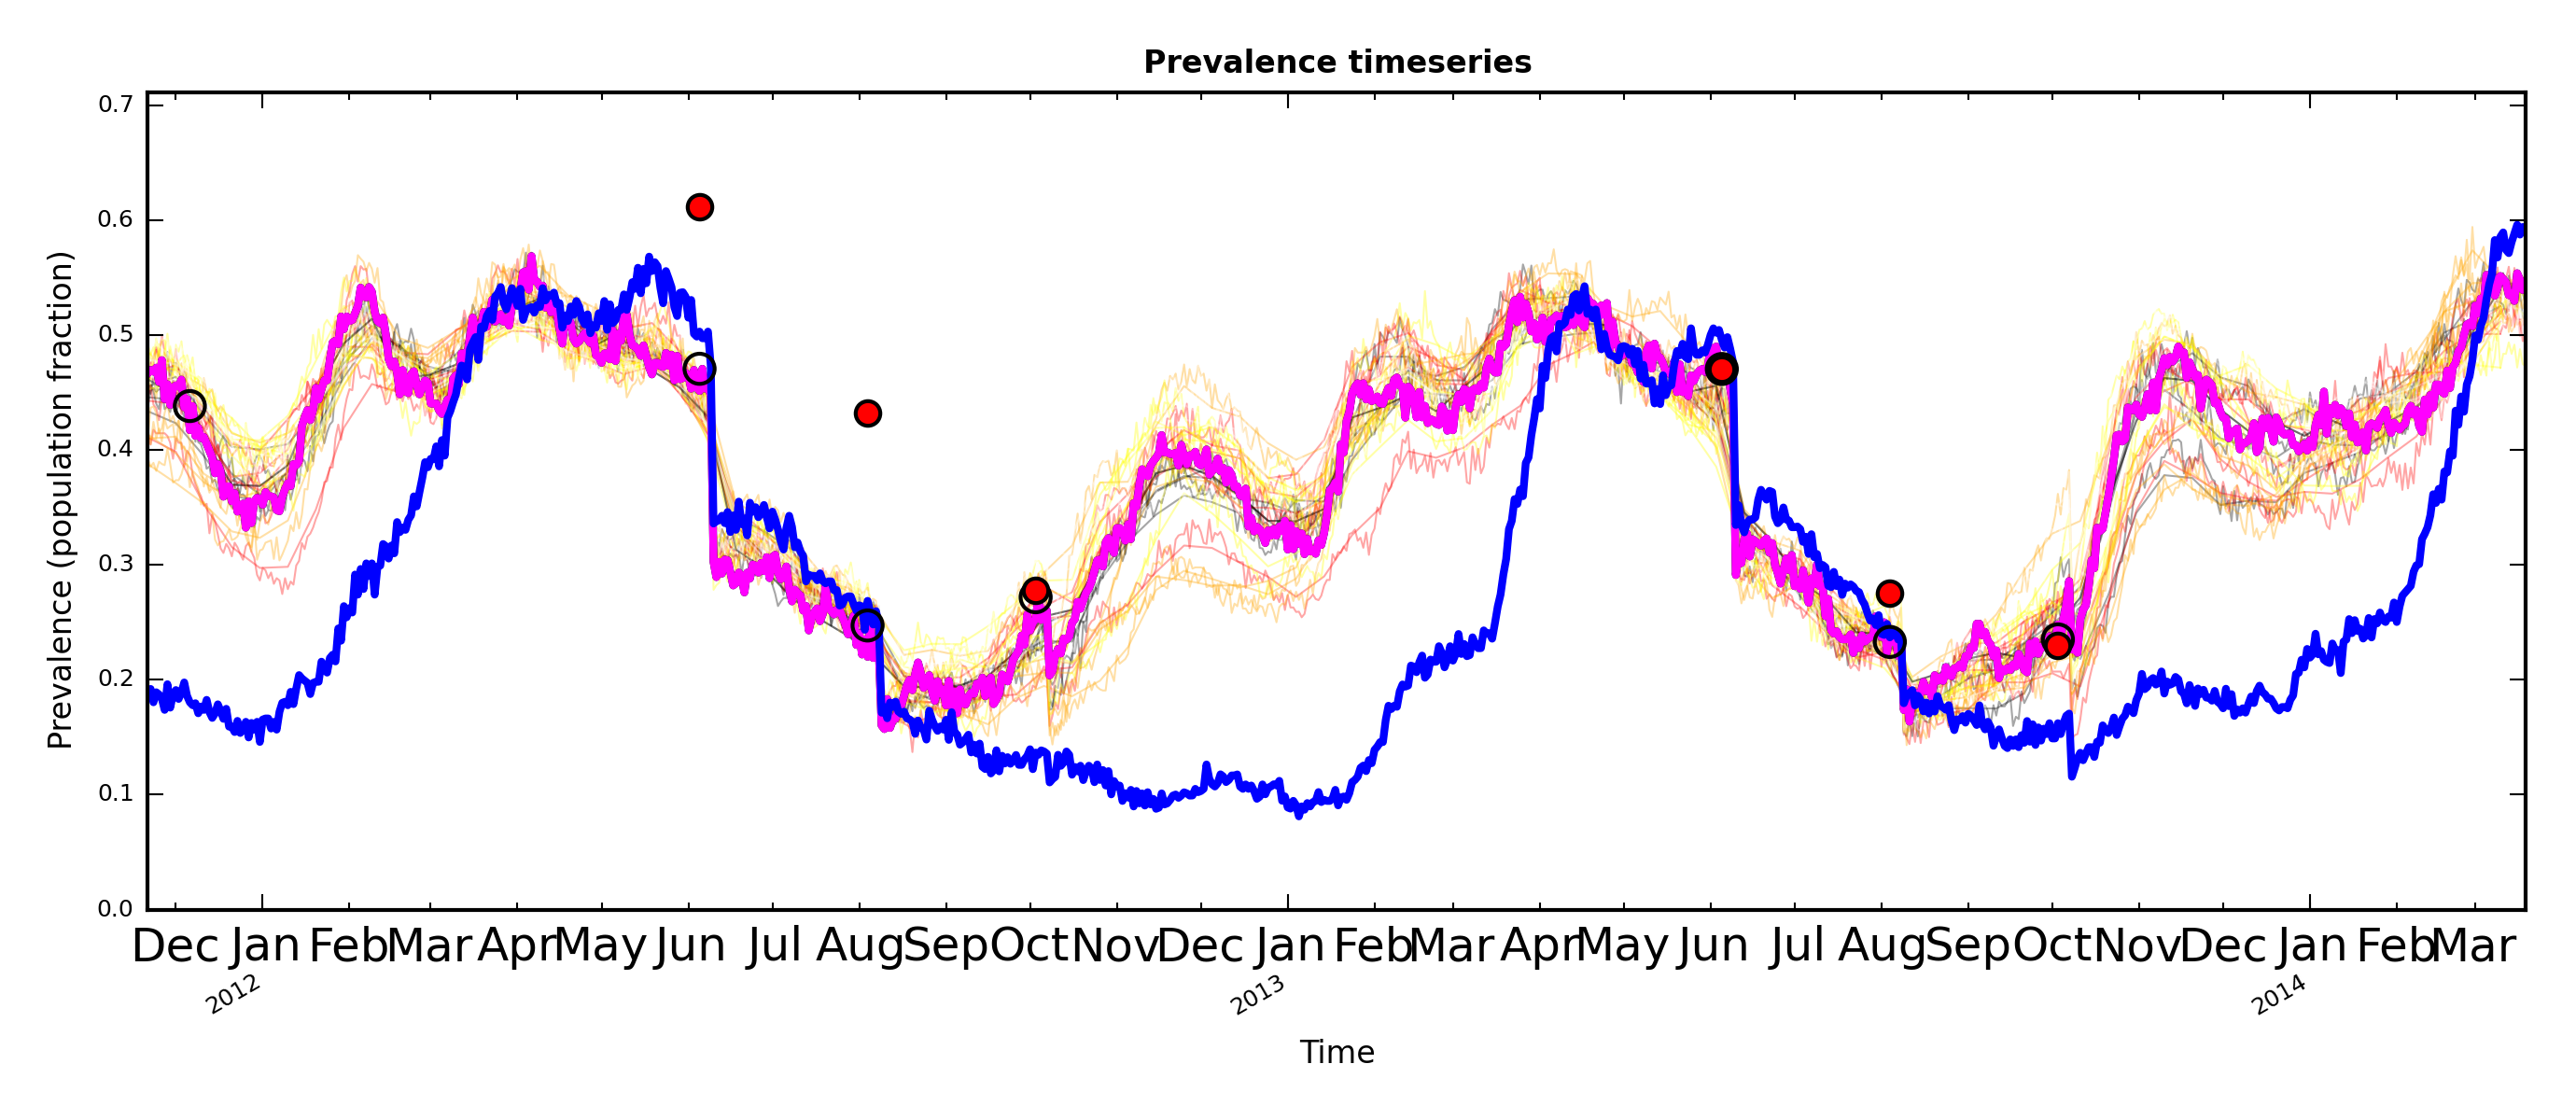 Prevalence timeseries
Prevalence (population fraction)
0.7
0.6
0.5
0.4
0.3
0.2
0.1
0.0
Dec Jan Feb Mar Apr May Jun Jul Aug Sep Oct Nov Dec Jan Feb Mar Apr May Jun Jul Aug Sep Oct Nov Dec Jan Feb Mar
2012 2013 2014
Time